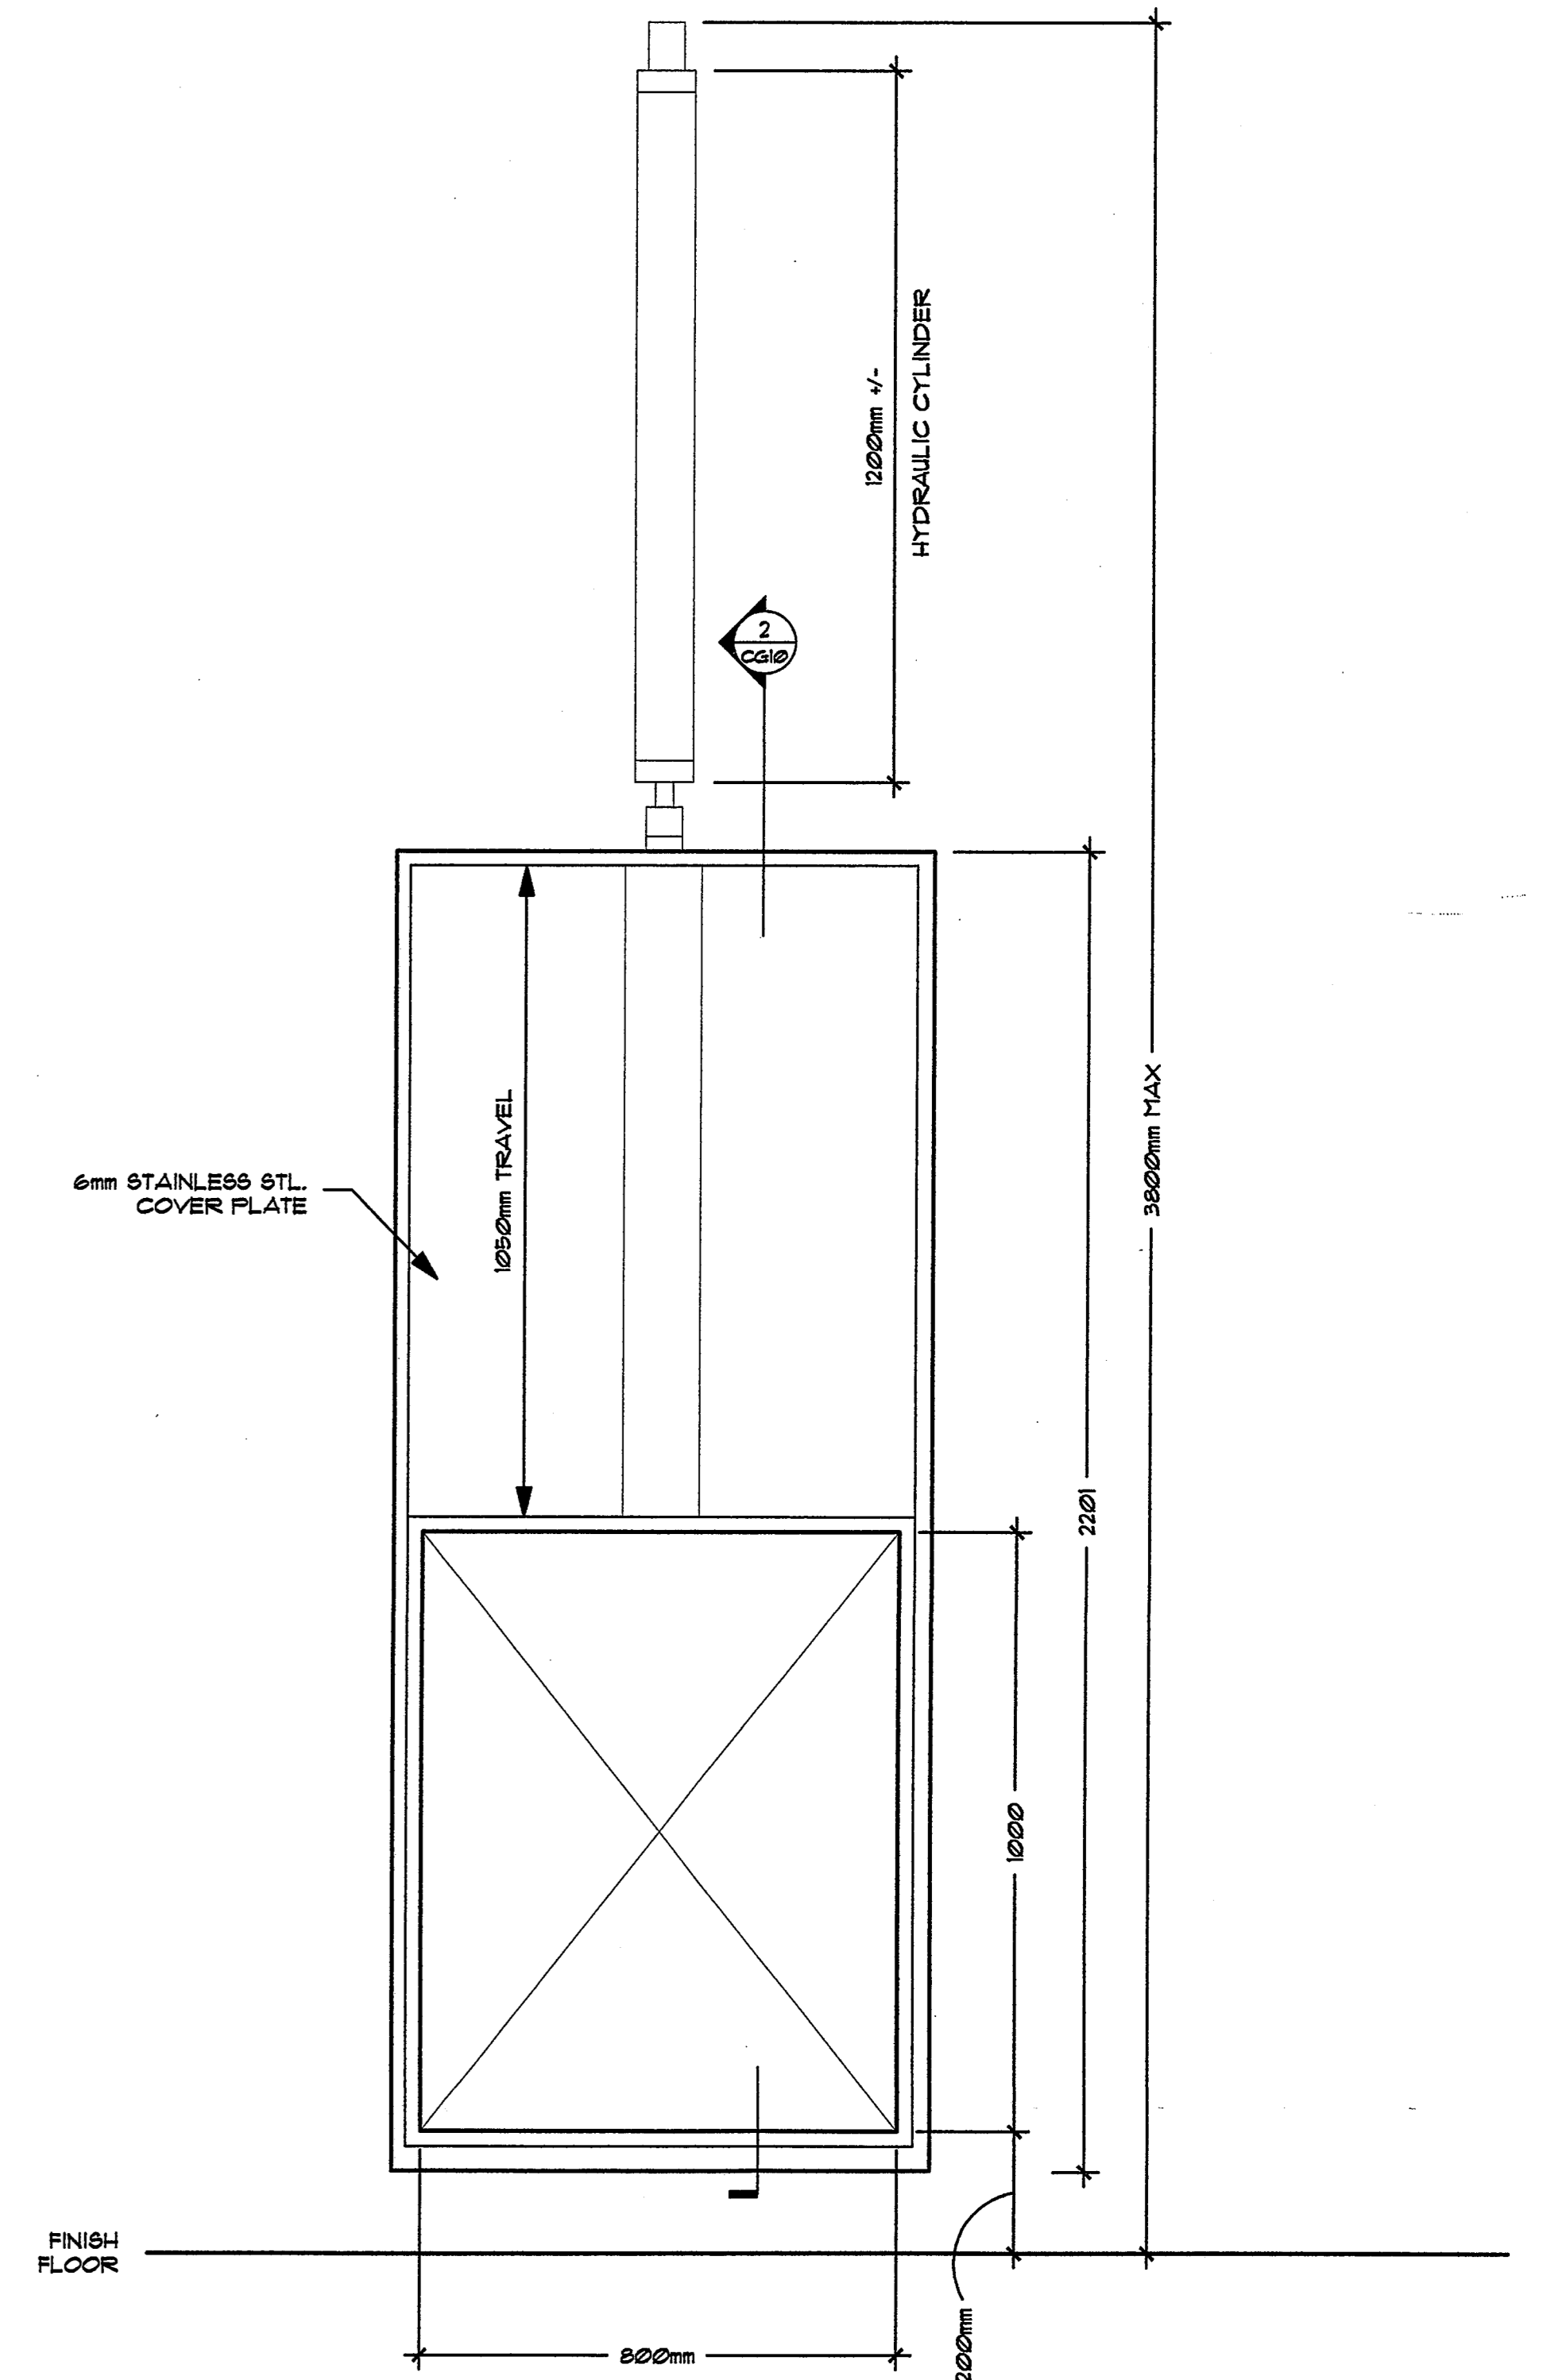 1200mm +/-
HYDRAULIC CYLINDER
2
CG10
1050mm TRAVEL
3800mm MAX
6mm STAINLESS STL.
COVER PLATE
2201
1000
FINISH
FLOOR
800mm
200mm